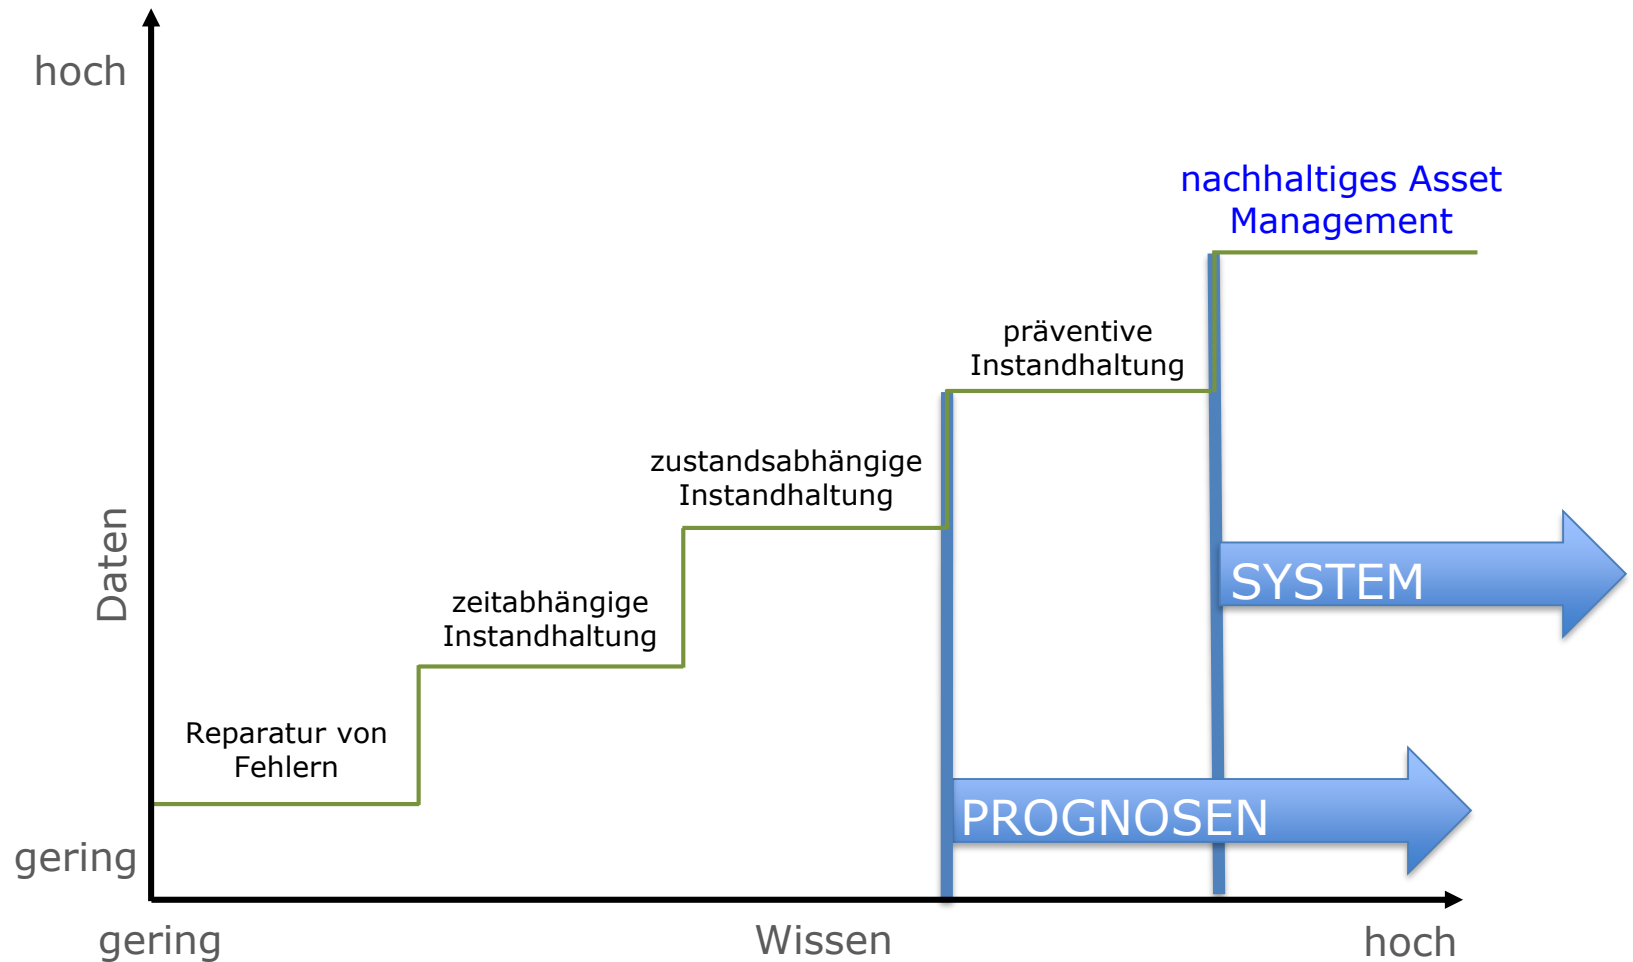 hoch
nachhaltiges Asset
Management
präventive
Instandhaltung
zustandsabhängige
Instandhaltung
Daten
SYSTEM
zeitabhängige
Instandhaltung
Reparatur von
Fehlern
PROGNOSEN
gering
gering
Wissen
hoch